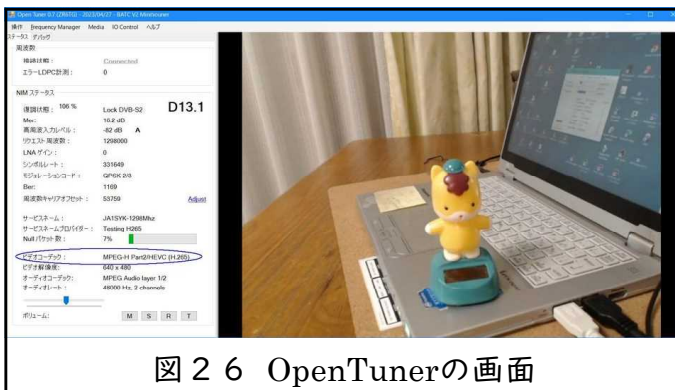 Open Tuner 0.7 (ZR6TG) - 2023/04/27 - BATC V2 Minitiouner
操作 Frequency Manager Media IO Control ヘルプ
ステータス デバッグ
周波数
接続状態： Connected
エラーLDPC計測： 0
NIM ステータス
復調状態： 106 % Lock DVB-S2 D13.1
Mer: 10.2 dB
高周波入力レベル： -82 dB A
リクエスト周波数： 1298000
LNA ゲイン： 0
シンボルレート： 331649
モジュレーションコード： QPSK 2/3
Ber: 1169
周波数キャリアオフセット： 53759 Adjust
サービスネーム： JA1SYK-1298Mhz
サービスネームプロバイダー： Testing H265
Null パケット数： 7%
ビデオコーデック： MPEG-H Part2/HEVC (H.265)
ビデオ解像度： 640 x 480
オーディオコーデック： MPEG Audio layer 1/2
オーディオレート： 48000 Hz, 2 channels
ボリューム： M S R T
図２６ OpenTunerの画面